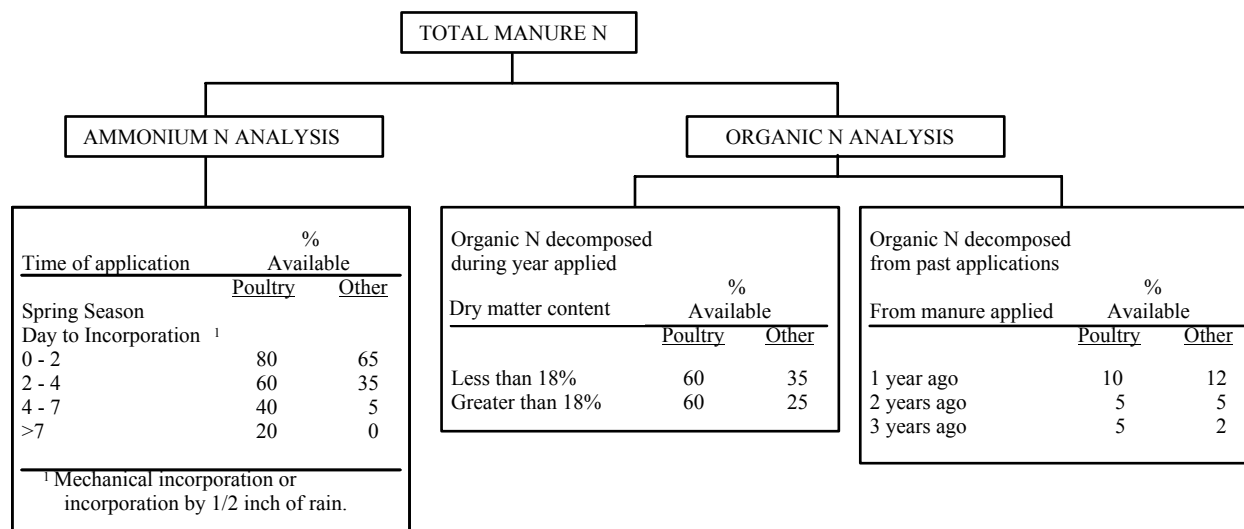 TOTAL MANURE N
AMMONIUM N ANALYSIS
ORGANIC N ANALYSIS
%
Time of application Available
Poultry Other
Spring Season
Day to Incorporation 1
0 - 2 80 65
2 - 4 60 35
4 - 7 40 5
>7 20 0
1 Mechanical incorporation or
incorporation by 1/2 inch of rain.
Organic N decomposed
during year applied
%
Dry matter content Available
Poultry Other
Less than 18% 60 35
Greater than 18% 60 25
Organic N decomposed
from past applications
%
From manure applied Available
Poultry Other
1 year ago 10 12
2 years ago 5 5
3 years ago 5 2